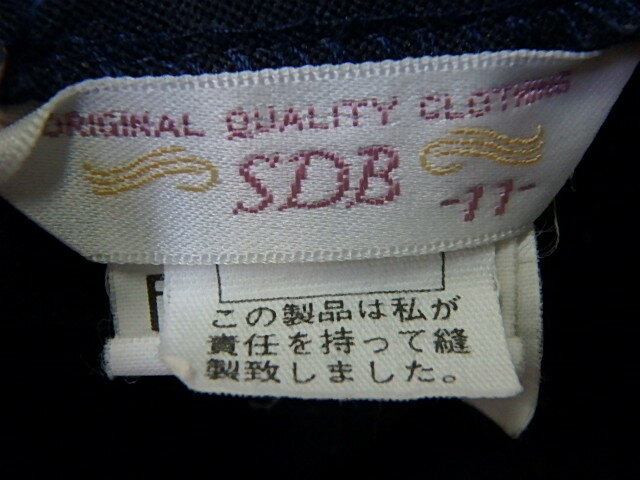 ORIGINAL QUALITY CLOTHING
SDB
-11-
この製品は私が
責任を持って縫
製致しました。